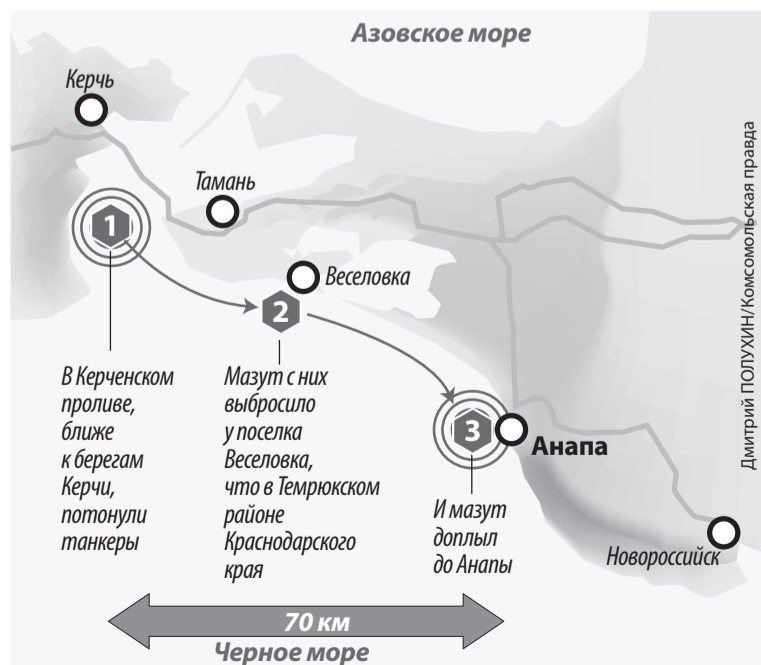 Азовское море
Керчь
Тамань
1
Веселовка
2
В Керченском
проливе,
ближе
к берегам
Керчи,
потонули
танкеры
Мазут с них
выбросило
у поселка
Веселовка,
что в Темрюкском
районе
Краснодарского
края
3
Анапа
И мазут
доплыл
до Анапы
Новороссийск
70 км
Черное море
Дмитрий ПОЛУХИН/Комсомольская правда